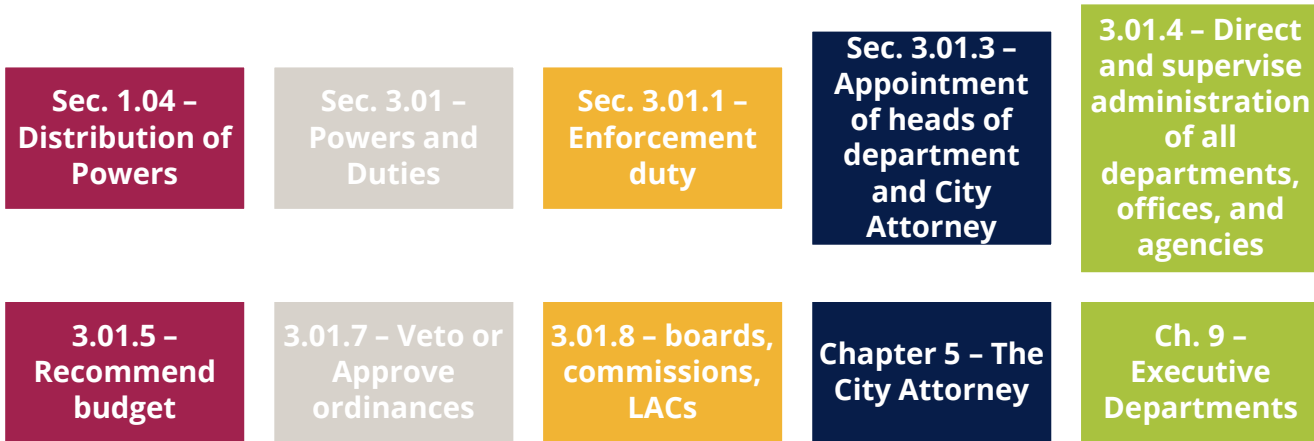 Sec. 1.04 –
Distribution of
Powers
Sec. 3.01 –
Powers and
Duties
Sec. 3.01.1 –
Enforcement
duty
Sec. 3.01.3 –
Appointment
of heads of
department
and City
Attorney
3.01.4 – Direct
and supervise
administration
of all
departments,
offices, and
agencies
3.01.5 –
Recommend
budget
3.01.7 – Veto or
Approve
ordinances
3.01.8 – boards,
commissions,
LACs
Chapter 5 – The
City Attorney
Ch. 9 –
Executive
Departments